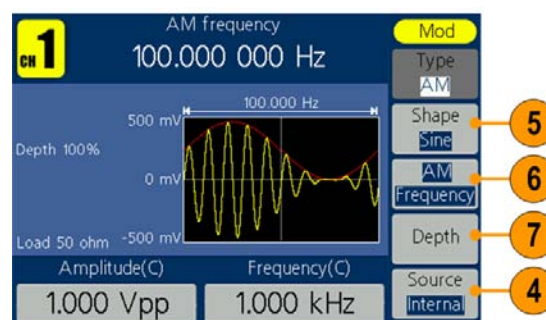 CH 1
AM frequency
100.000 000 Hz
Mod
Type
AM
Shape
Sine
5
AM
Frequency
6
Depth
7
Source
Internal
4
100.000 Hz
500 mV
Depth 100%
0 mV
Load 50 ohm
-500 mV
Amplitude(C)
Frequency(C)
1.000 Vpp
1.000 kHz